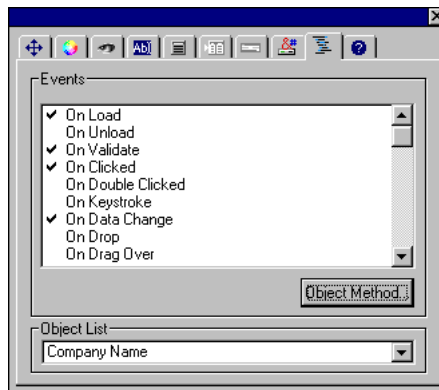 AbI
&#
?
Events
✔ On Load
On Unload
✔ On Validate
✔ On Clicked
On Double Clicked
On Keystroke
✔ On Data Change
On Drop
On Drag Over
Object Method...
Object List
Company Name